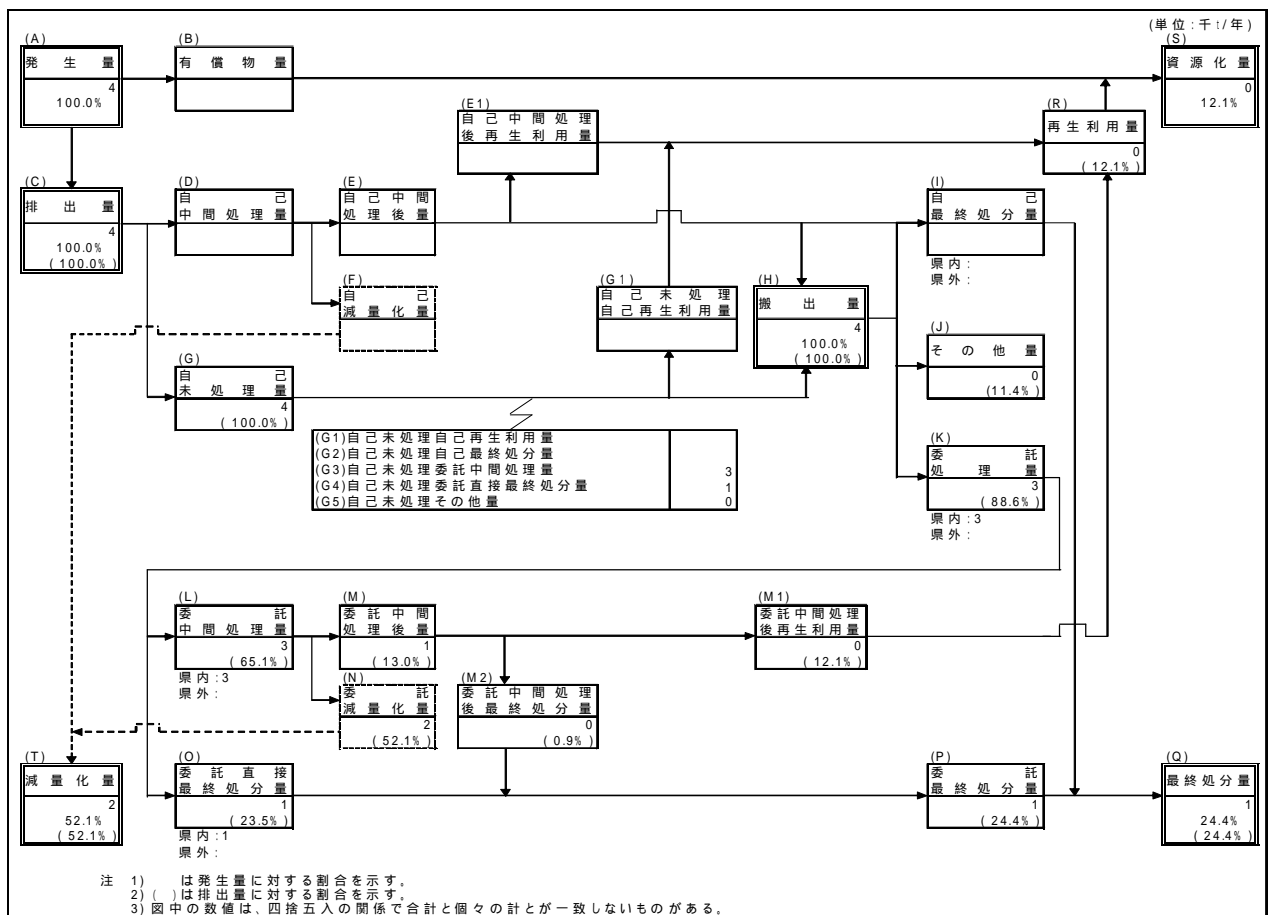 (単位:千t/年)
(A)
発生量
4
100.0%
(B)
有償物量
(S)
資源化量
0
12.1%
(E1)
自己中間処理
後再生利用量
(R)
再生利用量
0
(12.1%)
(C)
排出量
4
100.0%
(100.0%)
(D)
自己
中間処理量
(E)
自己中間
処理後量
(I)
自己
最終処分量
県内:
県外:
(F)
自己
減量化量
(G1)
自己未処理
自己再生利用量
(H)
搬出量
4
100.0%
(100.0%)
(J)
その他量
0
(11.4%)
(G)
自己
未処理量
4
(100.0%)
(G1)自己未処理自己再生利用量
(G2)自己未処理自己最終処分量
(G3)自己未処理委託中間処理量 3
(G4)自己未処理委託直接最終処分量 1
(G5)自己未処理その他量 0
(K)
委託
処理量
3
(88.6%)
県内:3
県外:
(L)
委託
中間処理量
3
(65.1%)
県内:3
県外:
(M)
委託中間
処理後量
1
(13.0%)
(M1)
委託中間処理
後再生利用量
0
(12.1%)
(N)
委託
減量化量
2
(52.1%)
(M2)
委託中間処理
後最終処分量
0
(0.9%)
(T)
減量化量
2
52.1%
(52.1%)
(O)
委託直接
最終処分量
1
(23.5%)
県内:1
県外:
(P)
委託
最終処分量
1
(24.4%)
(Q)
最終処分量
1
24.4%
(24.4%)
注 1) は発生量に対する割合を示す。
2)( )は排出量に対する割合を示す。
3)図中の数値は、四捨五入の関係で合計と個々の計とが一致しないものがある。